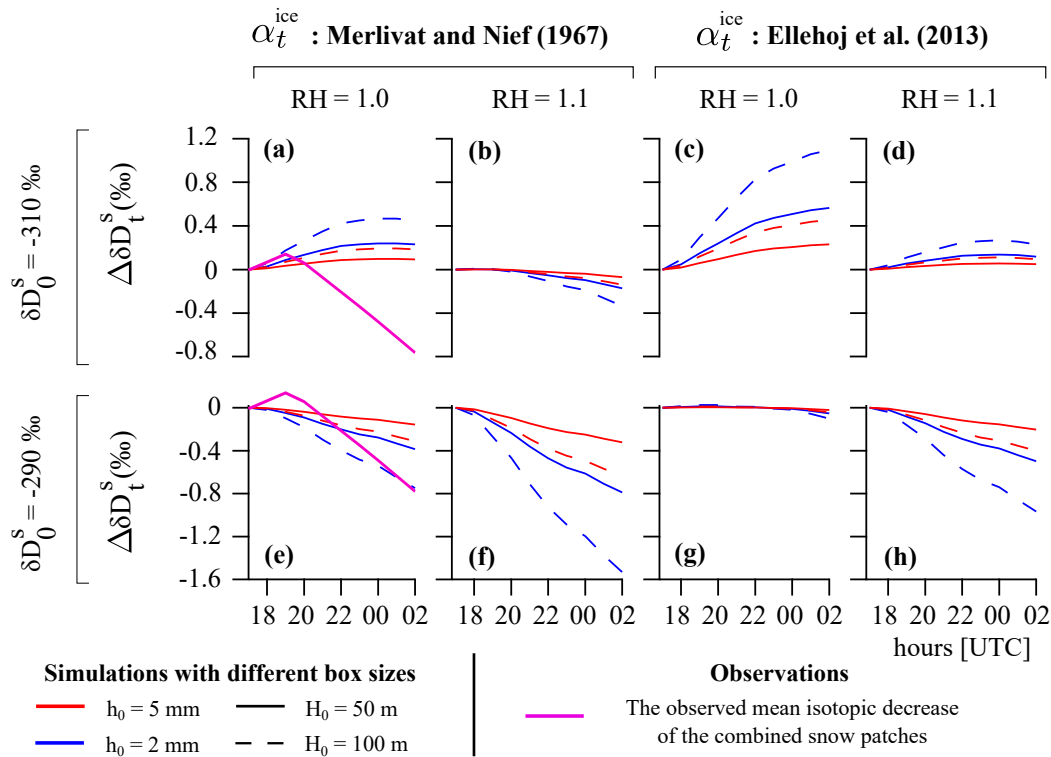 α_t^ice : Merlivat and Nief (1967)
α_t^ice : Ellehoj et al. (2013)
RH = 1.0
RH = 1.1
RH = 1.0
RH = 1.1
δD_0^s = -310 ‰
ΔδD_t^s(‰)
1.2
0.8
0.4
0
-0.4
-0.8
(a)
(b)
(c)
(d)
δD_0^s = -290 ‰
ΔδD_t^s(‰)
0
-0.4
-0.8
-1.2
-1.6
(e)
(f)
(g)
(h)
18 20 22 00 02
18 20 22 00 02
18 20 22 00 02
18 20 22 00 02
hours [UTC]
Simulations with different box sizes
h_0 = 5 mm
H_0 = 50 m
h_0 = 2 mm
H_0 = 100 m
Observations
The observed mean isotopic decrease
of the combined snow patches